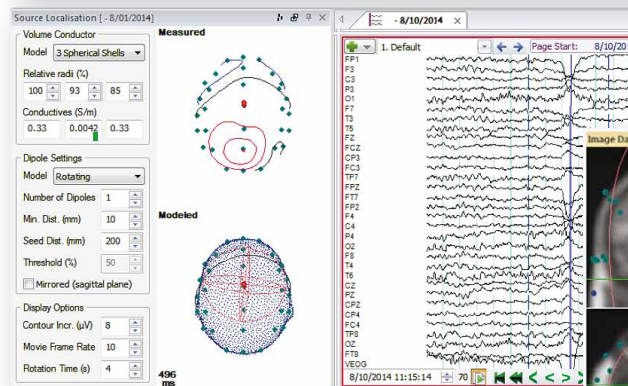 Source Localisation [ - 8/01/2014]
Volume Conductor
Model 3 Spherical Shells
Relative radii (%)
100 93 85
Conductives (S/m)
0.33 0.0042 0.33
Dipole Settings
Model Rotating
Number of Dipoles 1
Min. Dist. (mm) 10
Seed Dist. (mm) 200
Threshold (%) 50
Mirrored (sagittal plane)
Display Options
Contour Incr. (µV) 8
Movie Frame Rate 10
Rotation Time (s) 4
Measured
Modeled
496
ms
- 8/10/2014
1. Default Page Start: 8/10/20
FP1
F3
C3
P3
O1
F7
T3
T5
FZ
FCZ
CP3
FC3
TP7
FPZ
FT7
FP2
F4
C4
P4
O2
F8
T4
T6
CZ
PZ
CPZ
CP4
FC4
TP8
OZ
FT8
VEOG
8/10/2014 11:15:14 70
Image Da